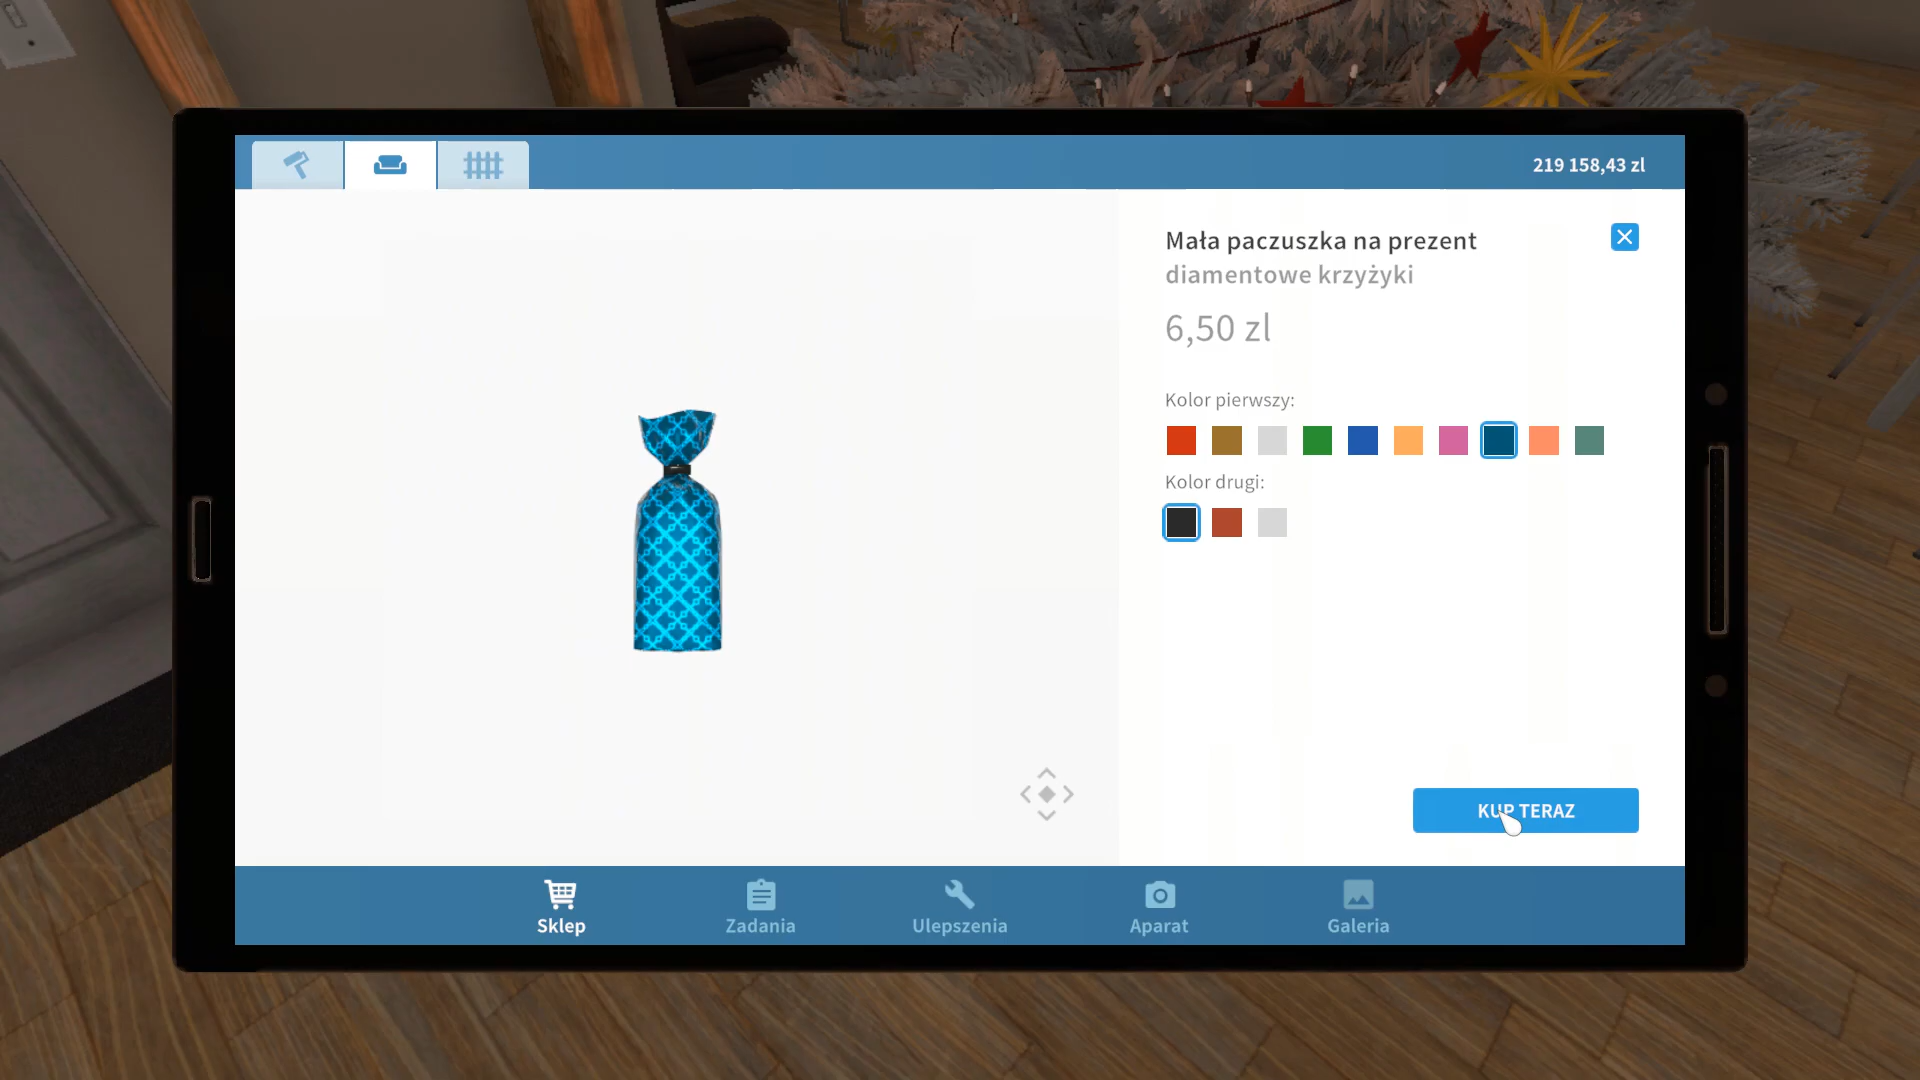 219 158,43 zl
Mała paczuszka na prezent
diamentowe krzyżyki
6,50 zl
Kolor pierwszy:
Kolor drugi:
KUP TERAZ
Sklep
Zadania
Ulepszenia
Aparat
Galeria